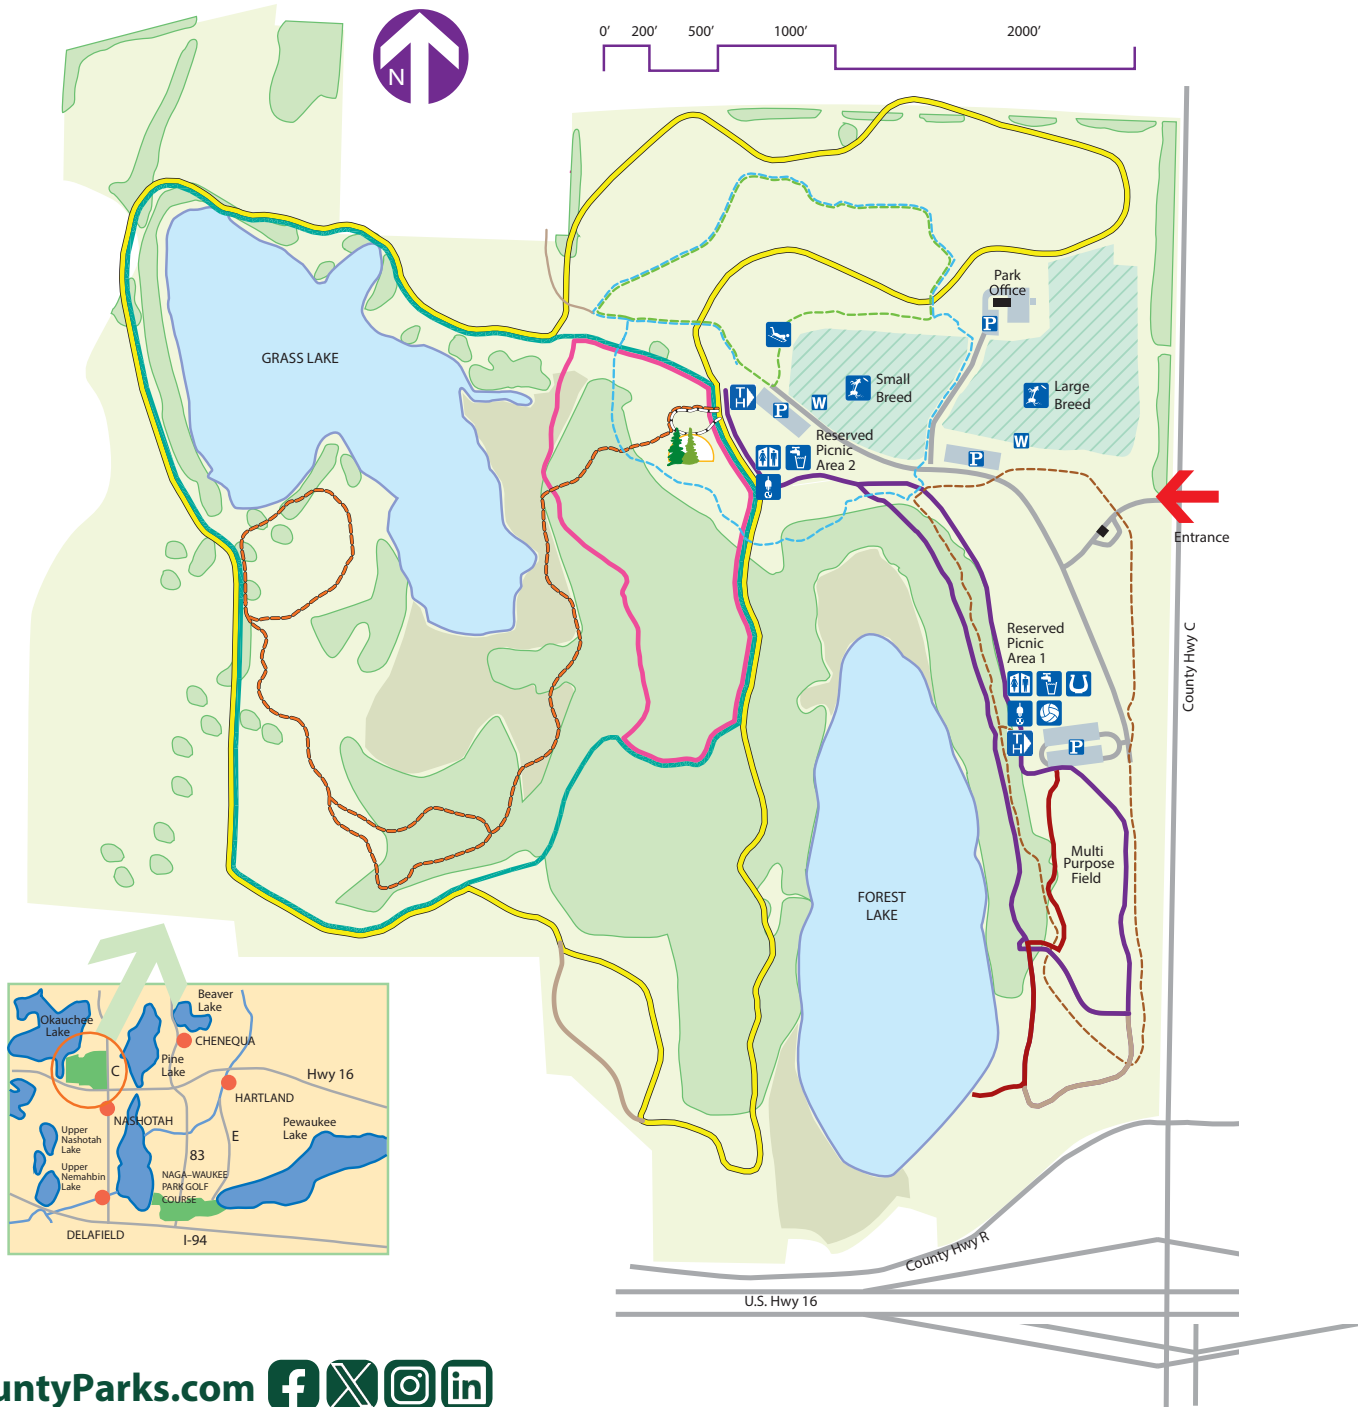 N
0' 200' 500' 1000' 2000'
Park
Office
P
GRASS LAKE
Small
Breed
Large
Breed
T
H
P
W
W
P
Reserved
Picnic
Area 2
Entrance
County Hwy C
Reserved
Picnic
Area 1
T
H
P
Multi
Purpose
Field
FOREST
LAKE
Beaver
Lake
Okauchee
Lake
CHENEQUA
Pine
Lake
C
Hwy 16
HARTLAND
NASHOTAH
Pewaukee
Lake
E
Upper
Nashotah
Lake
83
Upper
Nemahbin
Lake
NAGA–WAUKEE
PARK GOLF
COURSE
DELAFIELD
I-94
County Hwy R
U.S. Hwy 16
untyParks.com f X in